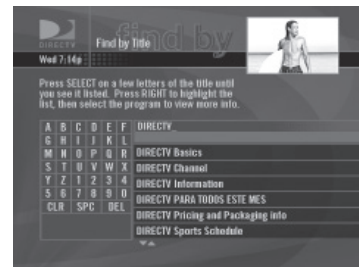 find by
DIRECTV
Find by Title
Wed 7:14p
Press SELECT on a few letters of the title until
you see it listed. Press RIGHT to highlight the
list, then select the program to view more info.
A B C D E F
G H I J K L
M N O P Q R
S T U V W X
Y Z 1 2 3 4
5 6 7 8 9 0
CLR SPC DEL
DIRECTV_
DIRECTV Basics
DIRECTV Channel
DIRECTV Information
DIRECTV PARA TODOS ESTE MES
DIRECTV Pricing and Packaging info
DIRECTV Sports Schedule